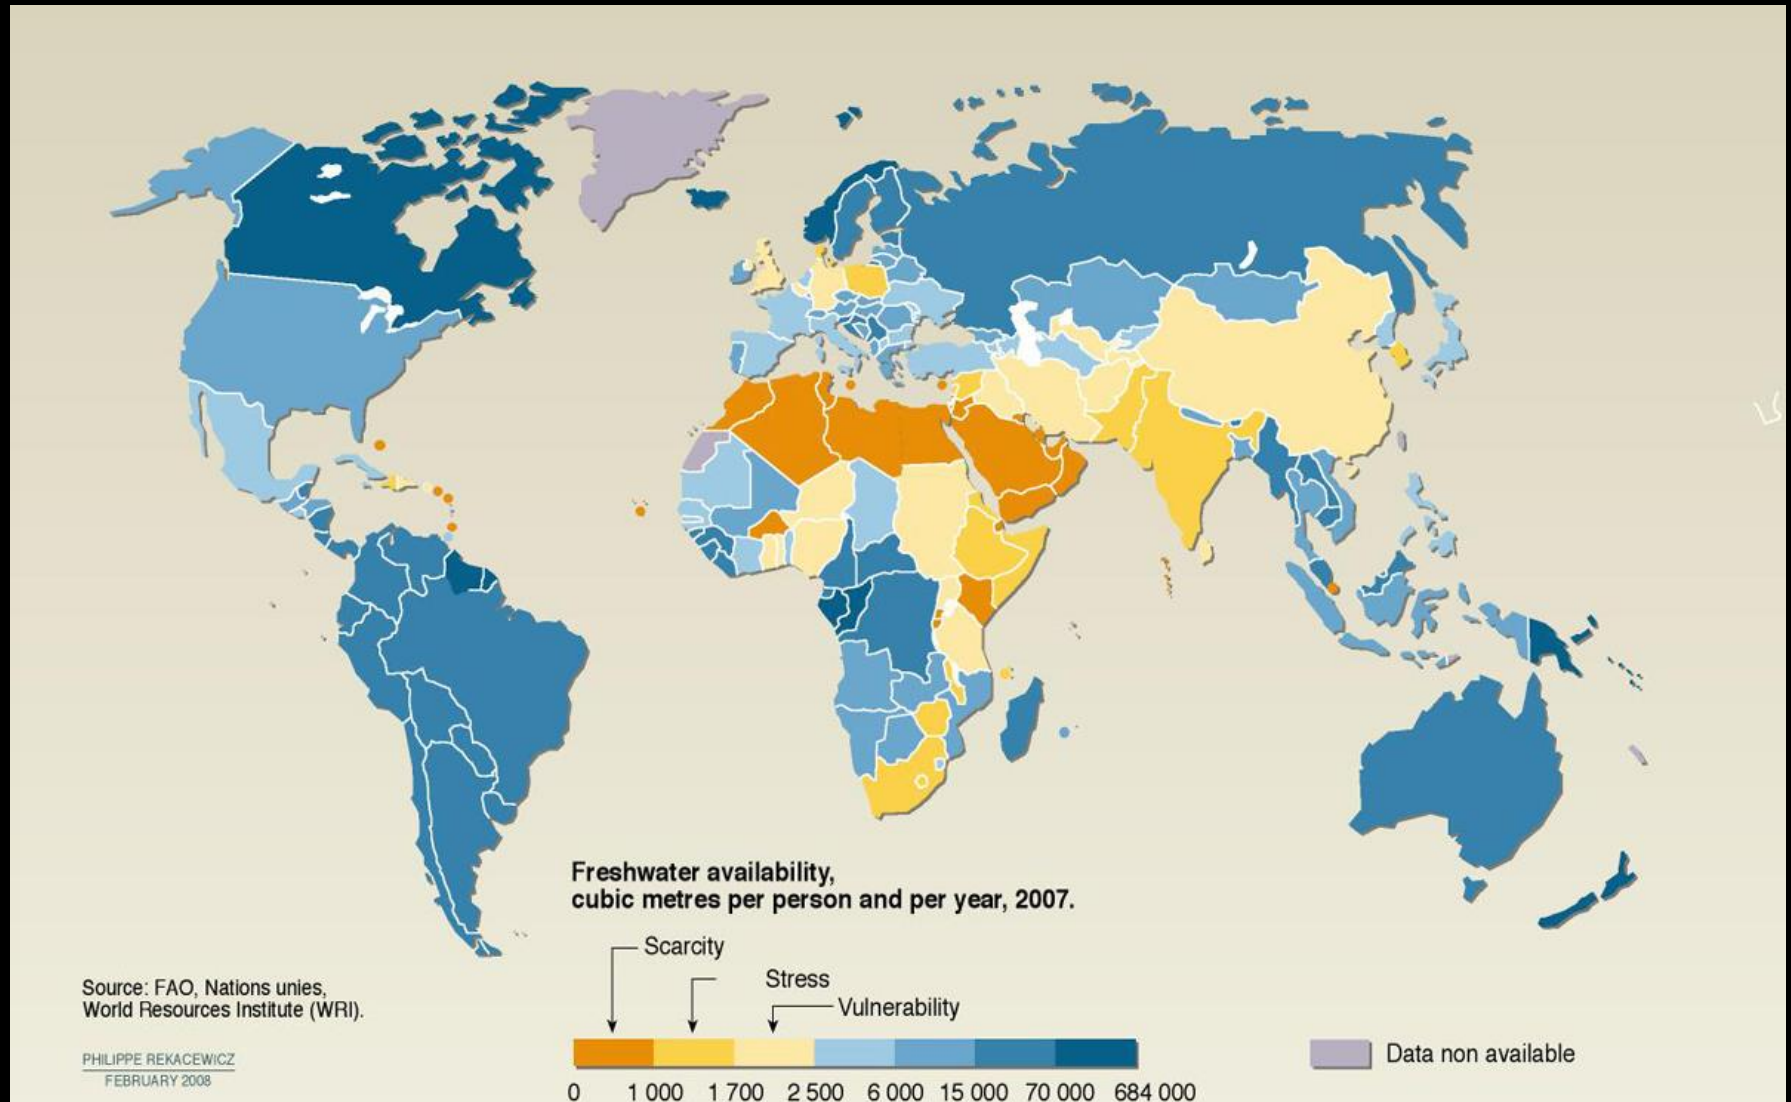 Freshwater availability,
cubic metres per person and per year, 2007.
Scarcity
Stress
Vulnerability
0 1 000 1 700 2 500 6 000 15 000 70 000 684 000
Data non available
Source: FAO, Nations unies,
World Resources Institute (WRI).
PHILIPPE REKACEWICZ
FEBRUARY 2008